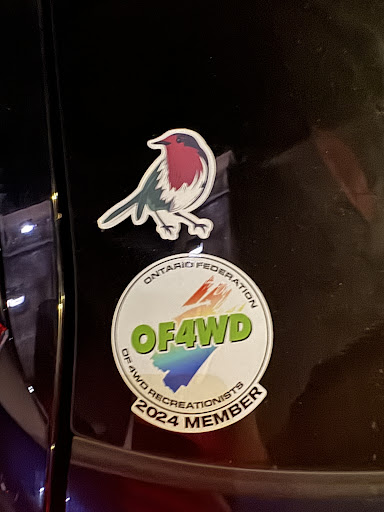 ONTARIO FEDERATION
OF4WD
OF 4WD RECREATIONISTS
2024 MEMBER